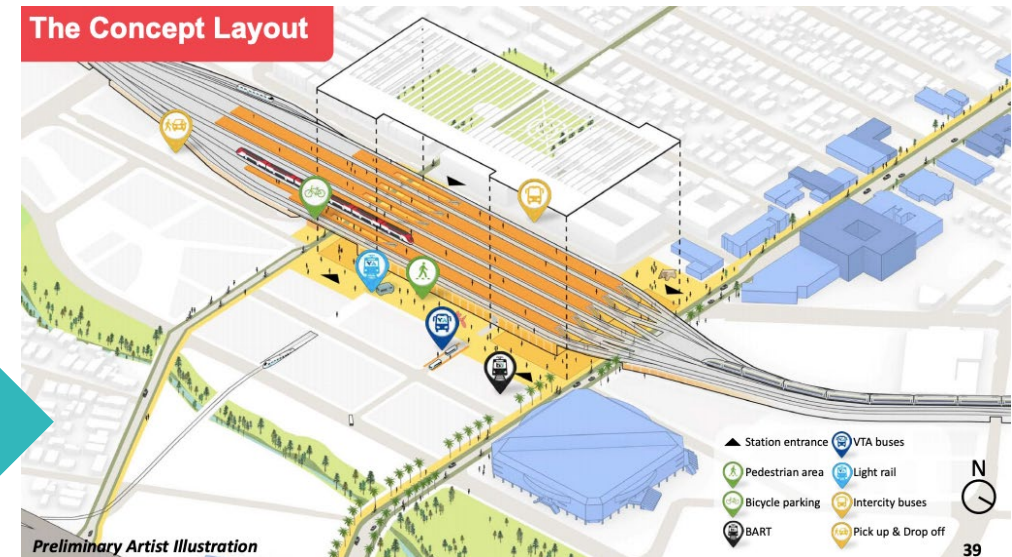 The Concept Layout
Station entrance
VTA buses
Pedestrian area
Light rail
Bicycle parking
Intercity buses
BART
Pick up & Drop off
N
Preliminary Artist Illustration
39